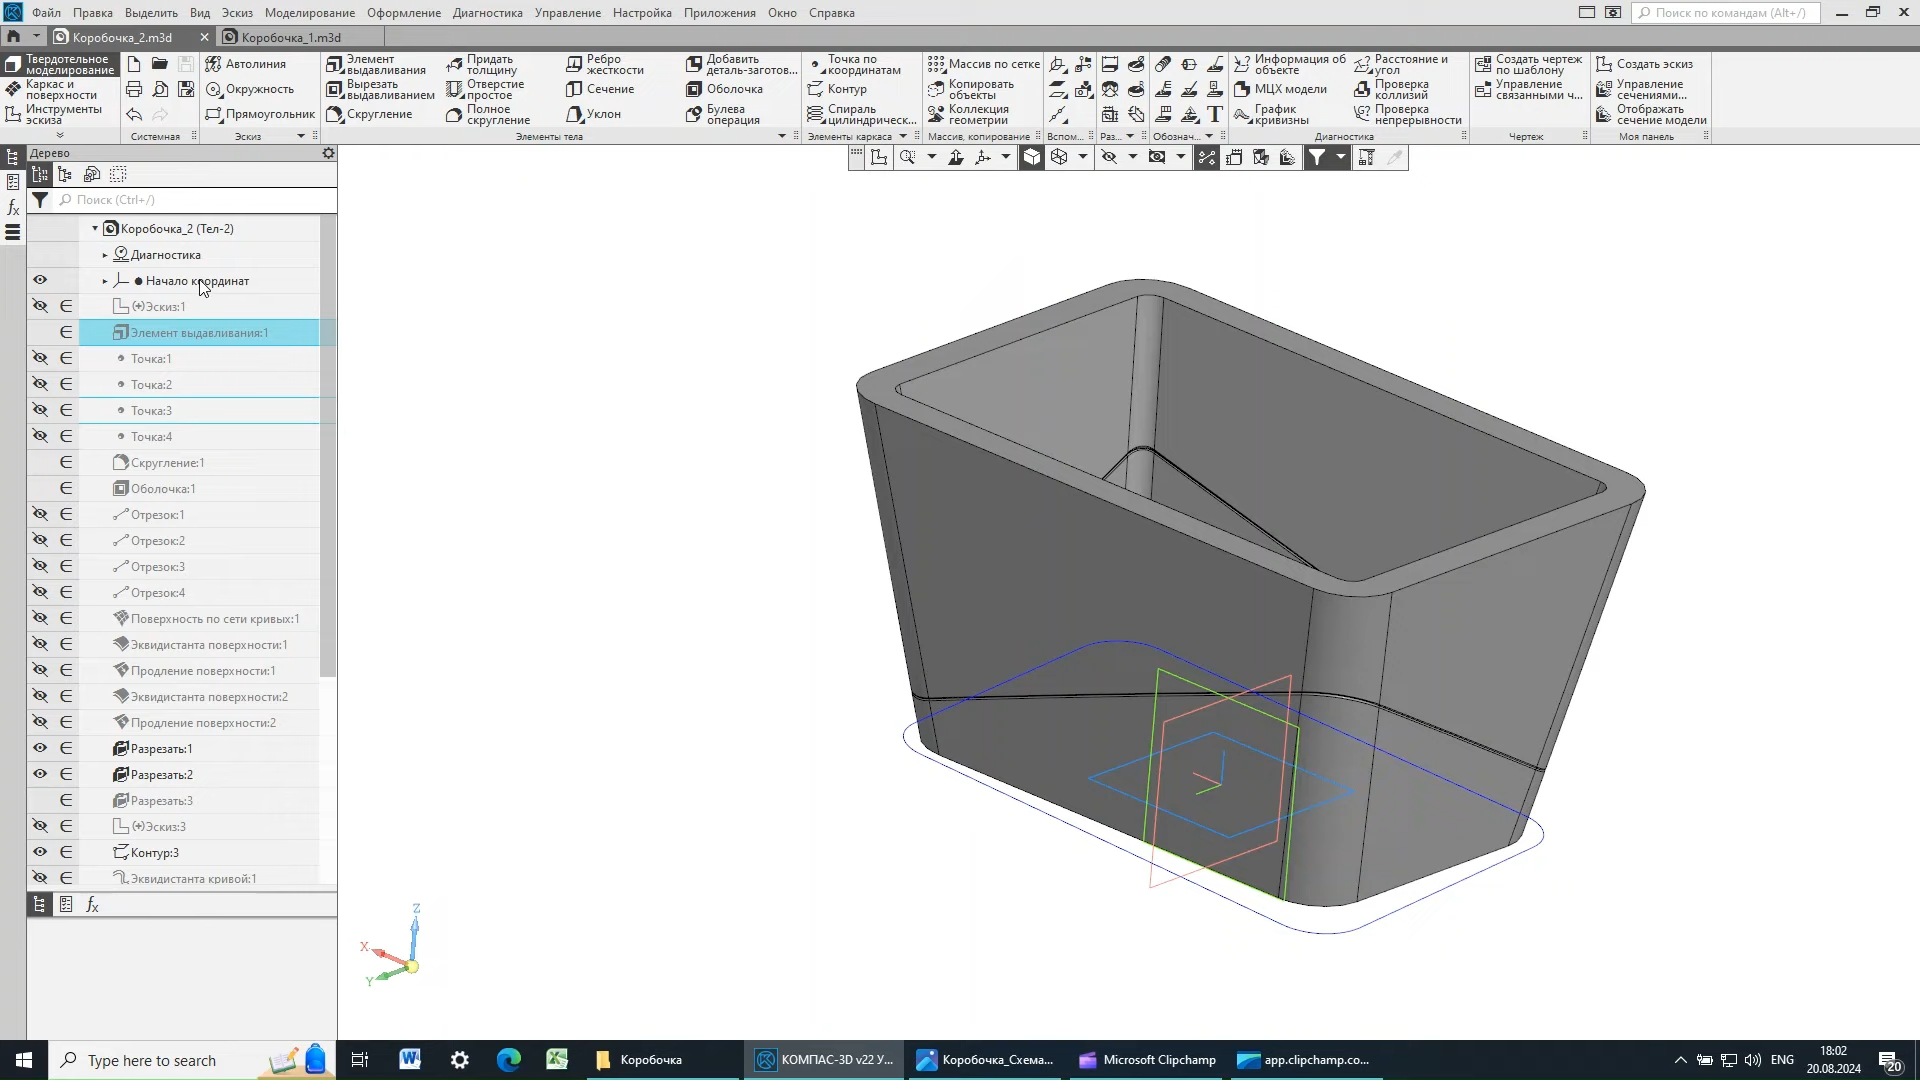 Файл Правка Выделить Вид Эскиз Моделирование Оформление Диагностика Управление Настройка Приложения Окно Справка
Поиск по командам (Alt+/)
Коробочка_2.m3d
Коробочка_1.m3d
Твердотельное моделирование
Каркас и поверхности
Инструменты эскиза
Системная
Автолиния
Окружность
Прямоугольник
Эскиз
Элемент выдавливания
Вырезать выдавливанием
Скругление
Придать толщину
Отверстие простое
Полное скругление
Ребро жесткости
Сечение
Уклон
Добавить деталь-заготов...
Оболочка
Булева операция
Элементы тела
Точка по координатам
Контур
Спираль цилиндрическ...
Элементы каркаса
Массив по сетке
Копировать объекты
Коллекция геометрии
Массив, копирование
Вспом...
Раз...
Обознач...
Информация об объекте
МЦХ модели
График кривизны
Расстояние и угол
Проверка коллизий
Проверка непрерывности
Диагностика
Создать чертеж по шаблону
Управление связанными ч...
Чертеж
Создать эскиз
Управление сечениями...
Отображать сечение модели
Моя панель
Дерево
Поиск (Ctrl+/)
Коробочка_2 (Тел-2)
Диагностика
Начало координат
(+)Эскиз:1
Элемент выдавливания:1
Точка:1
Точка:2
Точка:3
Точка:4
Скругление:1
Оболочка:1
Отрезок:1
Отрезок:2
Отрезок:3
Отрезок:4
Поверхность по сети кривых:1
Эквидистанта поверхности:1
Продление поверхности:1
Эквидистанта поверхности:2
Продление поверхности:2
Разрезать:1
Разрезать:2
Разрезать:3
(+)Эскиз:3
Контур:3
Эквидистанта кривой:1
Z
X
Y
Type here to search
Коробочка
КОМПАС-3D v22 У...
Коробочка_Схема...
Microsoft Clipchamp
app.clipchamp.co...
ENG
18:02
20.08.2024
20